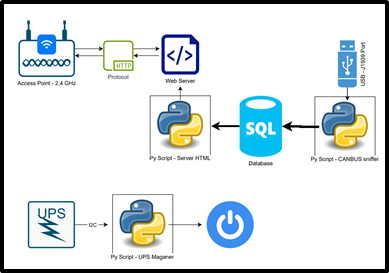 HTTP
Access Point - 2.4 GHz
Protocol
Web Server
USB - J1939 Port
SQL
Py Script - Server HTML
Database
Py Script - CANBUS sniffer
UPS
I2C
Py Script - UPS Maganer